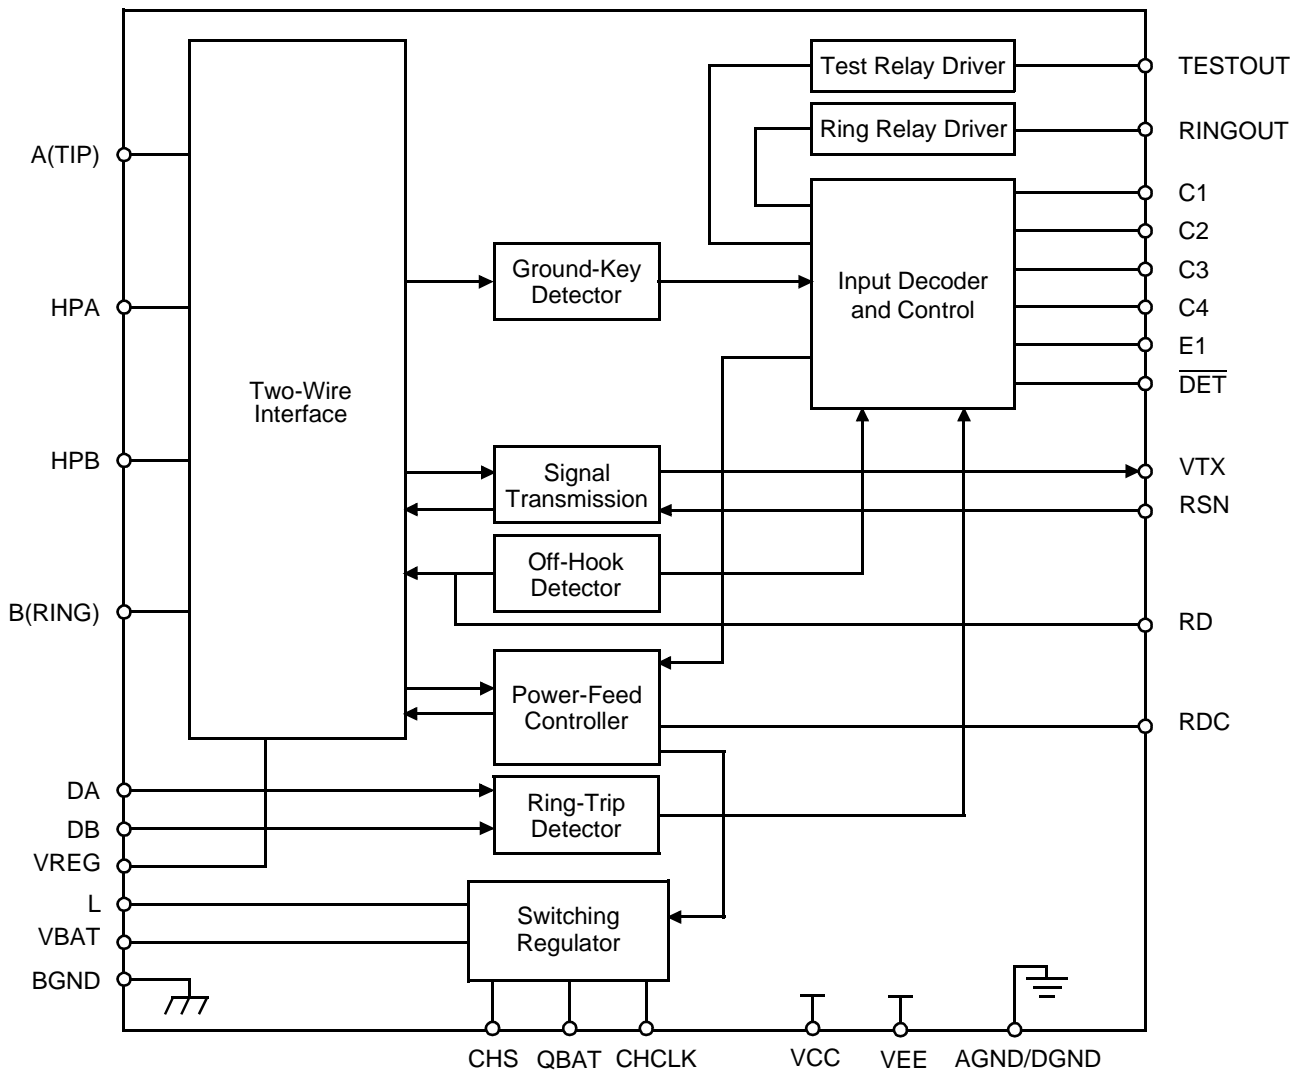 Test Relay Driver
TESTOUT
Ring Relay Driver
RINGOUT
A(TIP)
C1
C2
Ground-Key
Detector
Input Decoder
and Control
C3
HPA
C4
E1
Two-Wire
Interface
DET
HPB
Signal
Transmission
VTX
RSN
Off-Hook
Detector
B(RING)
RD
Power-Feed
Controller
RDC
DA
Ring-Trip
Detector
DB
VREG
L
Switching
Regulator
VBAT
BGND
CHS
QBAT
CHCLK
VCC
VEE
AGND/DGND